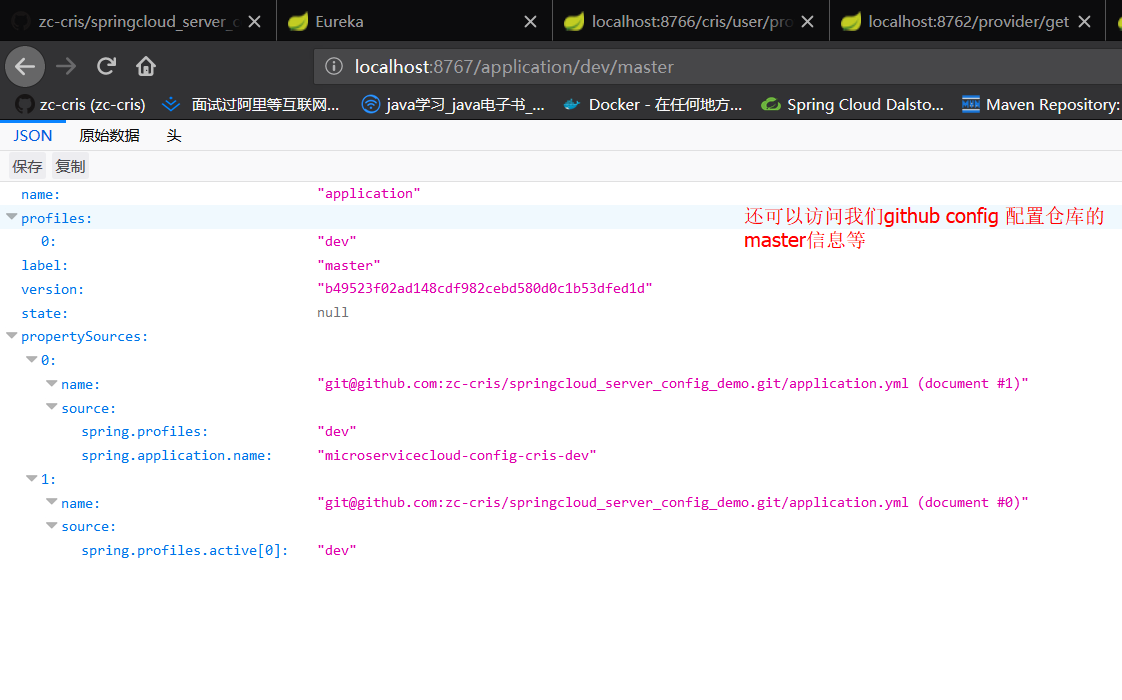 zc-cris/springcloud_server_c
Eureka
localhost:8766/cris/user/pro
localhost:8762/provider/get
localhost:8767/application/dev/master
zc-cris (zc-cris) 面试过阿里等互联网... java学习_java电子书_... Docker - 在任何地方... Spring Cloud Dalsto... Maven Repository:
JSON 原始数据 头
保存 复制
name: "application"
profiles:
还可以访问我们github config 配置仓库的
master信息等
0: "dev"
label: "master"
version: "b49523f02ad148cdf982cebd580d0c1b53dfed1d"
state: null
propertySources:
0:
name: "git@github.com:zc-cris/springcloud_server_config_demo.git/application.yml (document #1)"
source:
spring.profiles: "dev"
spring.application.name: "microservicecloud-config-cris-dev"
1:
name: "git@github.com:zc-cris/springcloud_server_config_demo.git/application.yml (document #0)"
source:
spring.profiles.active[0]: "dev"